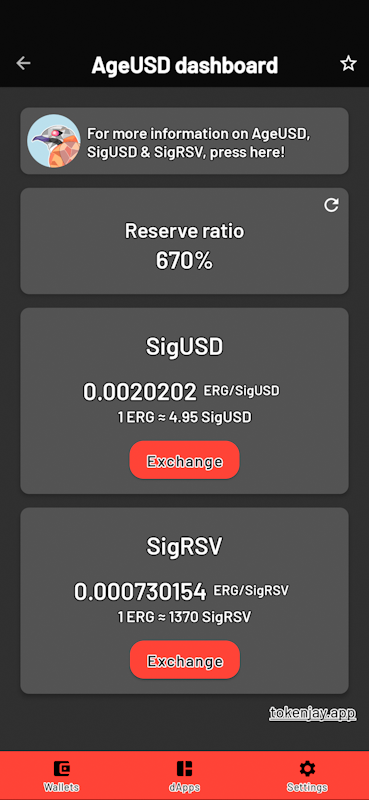 AgeUSD dashboard
For more information on AgeUSD,
SigUSD & SigRSV, press here!
Reserve ratio
670%
SigUSD
0.0020202 ERG/SigUSD
1 ERG ≈ 4.95 SigUSD
Exchange
SigRSV
0.000730154 ERG/SigRSV
1 ERG ≈ 1370 SigRSV
Exchange
tokenjay.app
Wallets dApps Settings